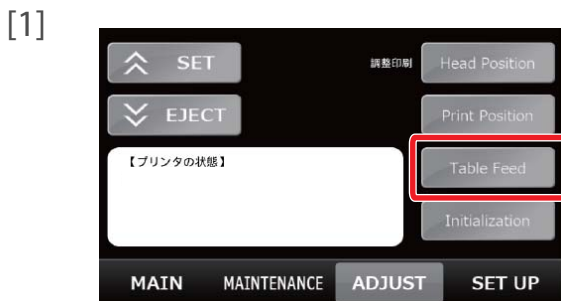 [1]
SET
調整印刷
Head Position
EJECT
Print Position
【プリンタの状態】
Table Feed
Initialization
MAIN MAINTENANCE ADJUST SET UP